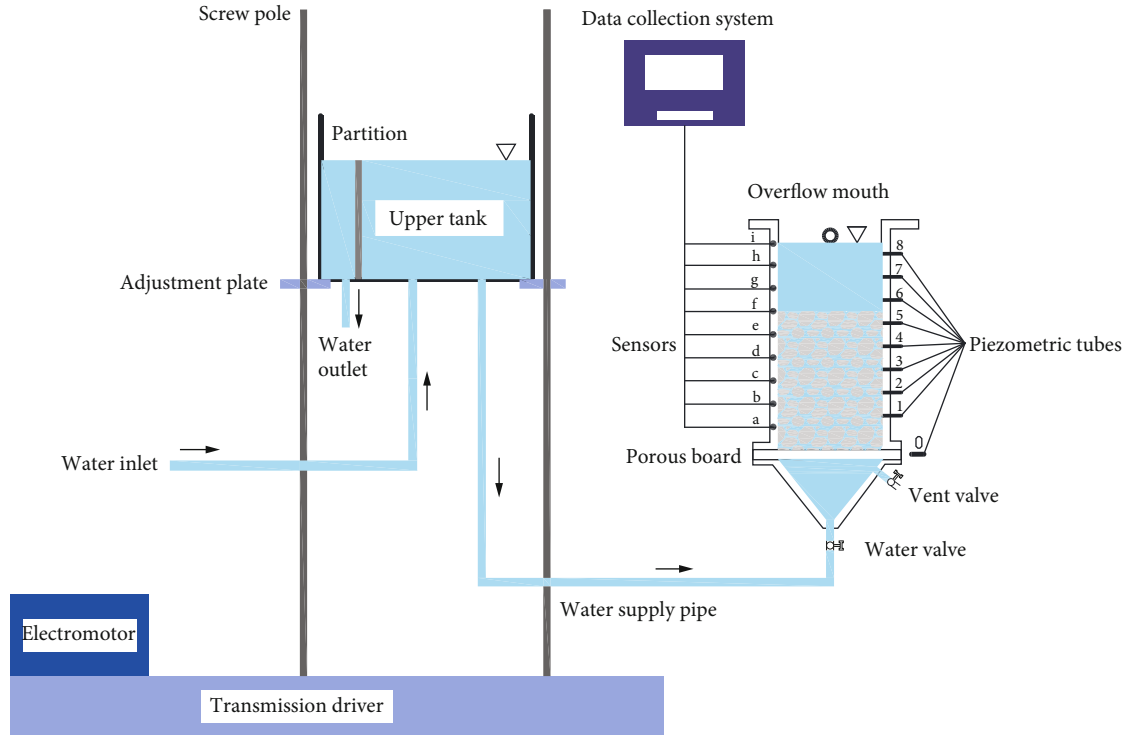 Screw pole
Data collection system
Partition
Overflow mouth
Upper tank
Adjustment plate
Water
outlet
Sensors
i
h
g
f
e
d
c
b
a
8
7
6
5
4
3
2
1
0
Piezometric tubes
Porous board
Water inlet
Vent valve
Water valve
Water supply pipe
Electromotor
Transmission driver